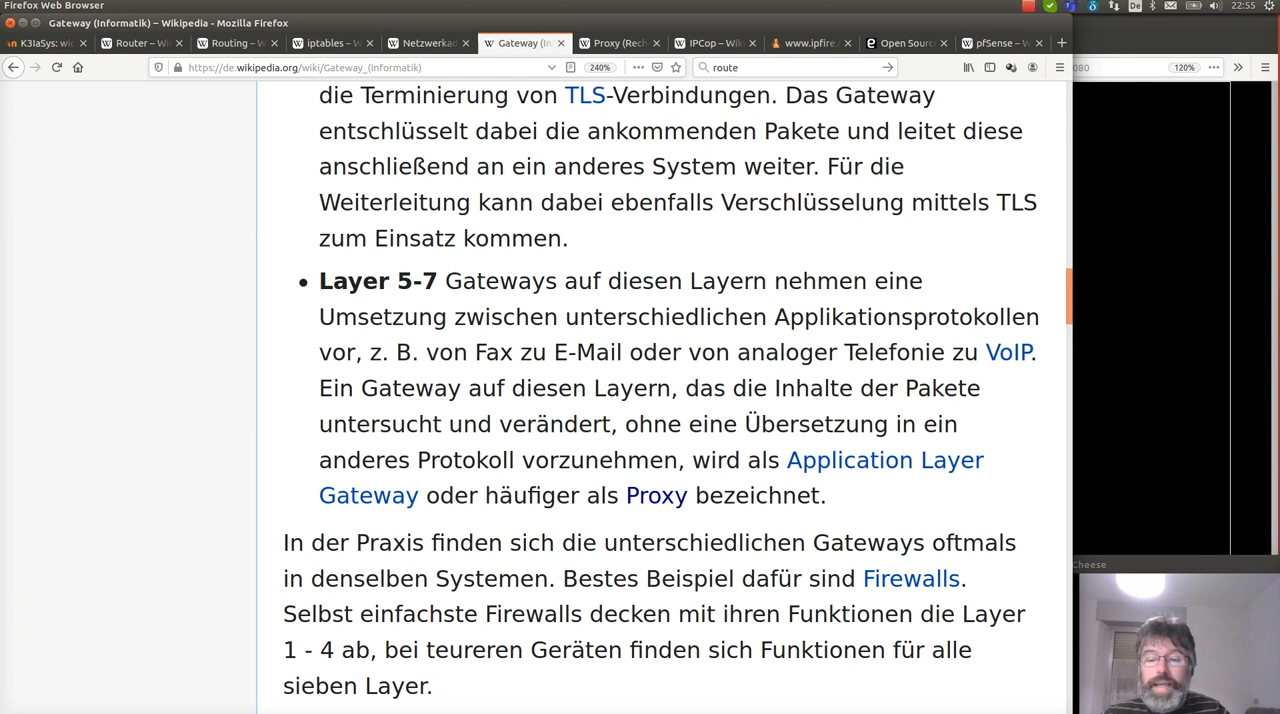 Firefox Web Browser
De
22:55
Gateway (Informatik) – Wikipedia - Mozilla Firefox
K3IaSys: wic
Router – Wi
Routing – W
iptables – W
Netzwerkad
Gateway (In
Proxy (Rech
IPCop – Wiki
www.ipfire.
Open Source
pfSense – W
https://de.wikipedia.org/wiki/Gateway_(Informatik)
240%
route
080
120%
die Terminierung von TLS-Verbindungen. Das Gateway
entschlüsselt dabei die ankommenden Pakete und leitet diese
anschließend an ein anderes System weiter. Für die
Weiterleitung kann dabei ebenfalls Verschlüsselung mittels TLS
zum Einsatz kommen.
• Layer 5-7 Gateways auf diesen Layern nehmen eine
Umsetzung zwischen unterschiedlichen Applikationsprotokollen
vor, z. B. von Fax zu E-Mail oder von analoger Telefonie zu VoIP.
Ein Gateway auf diesen Layern, das die Inhalte der Pakete
untersucht und verändert, ohne eine Übersetzung in ein
anderes Protokoll vorzunehmen, wird als Application Layer
Gateway oder häufiger als Proxy bezeichnet.
In der Praxis finden sich die unterschiedlichen Gateways oftmals
in denselben Systemen. Bestes Beispiel dafür sind Firewalls.
Selbst einfachste Firewalls decken mit ihren Funktionen die Layer
1 - 4 ab, bei teureren Geräten finden sich Funktionen für alle
sieben Layer.
Cheese